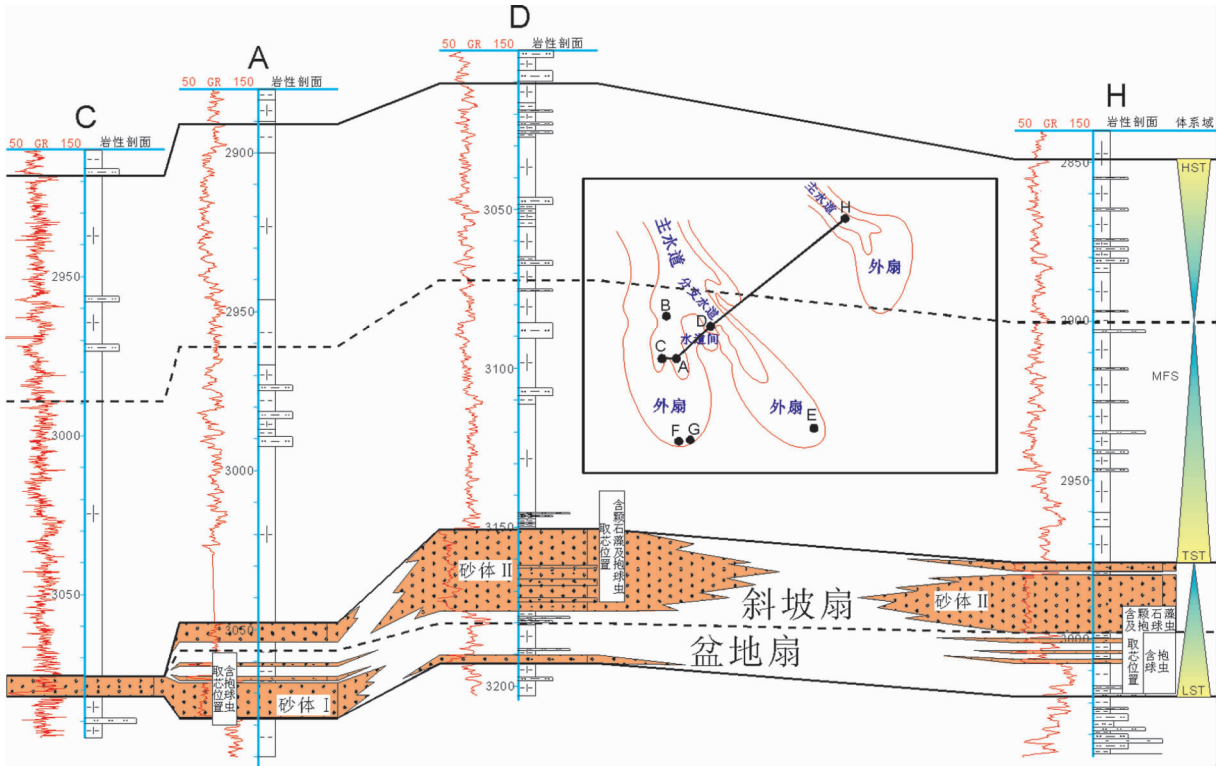 C
50 GR 150 岩性剖面
2950
3000
3050
A
50 GR 150 岩性剖面
2900
2950
3000
3050
含抱球虫
取芯位置
砂体 I
D
50 GR 150 岩性剖面
3050
3100
3150
3200
砂体 II
含颗石藻及抱球虫
取芯位置
斜坡扇
盆地扇
主水道
主水道
分支水道
水道间
外扇
外扇
外扇
A
B
C
D
E
F
G
H
H
50 GR 150 岩性剖面 体系域
2850
2900
2950
3000
砂体 II
含颗石藻
及抱球虫
取芯位置
含抱球虫
HST
MFS
TST
LST